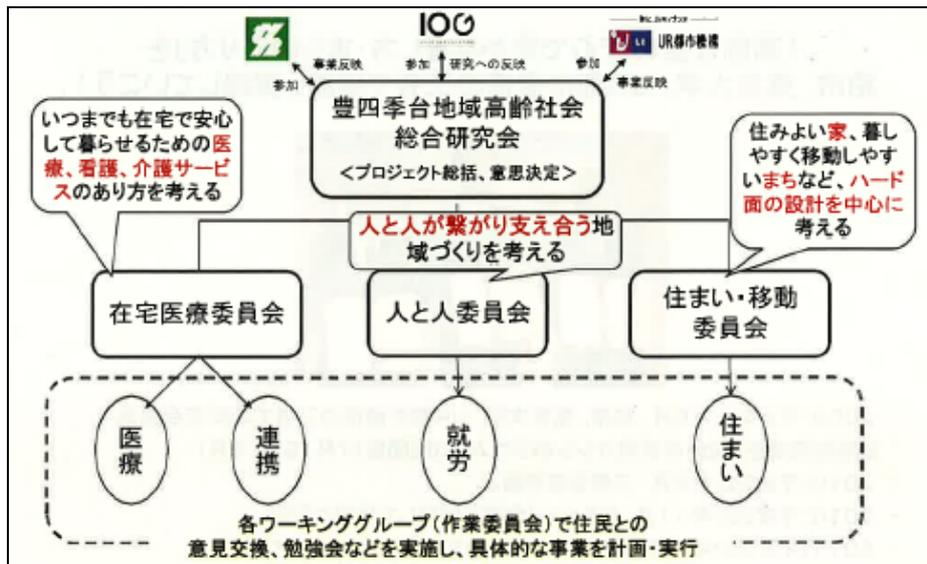 IOG
UR都市機構
事業反映
参加
参加
研究への反映
参加
事業反映
豊四季台地域高齢社会
総合研究会
<プロジェクト総括、意思決定>
いつまでも在宅で安心
して暮らせるための医
療、看護、介護サービ
スのあり方を考える
人と人が繋がり支え合う地
域づくりを考える
住みよい家、暮し
やすく移動しやす
いまちなど、ハード
面の設計を中心に
考える
在宅医療委員会
人と人委員会
住まい・移動
委員会
医療
連携
就労
住まい
各ワーキンググループ(作業委員会)で住民との
意見交換、勉強会などを実施し、具体的な事業を計画・実行